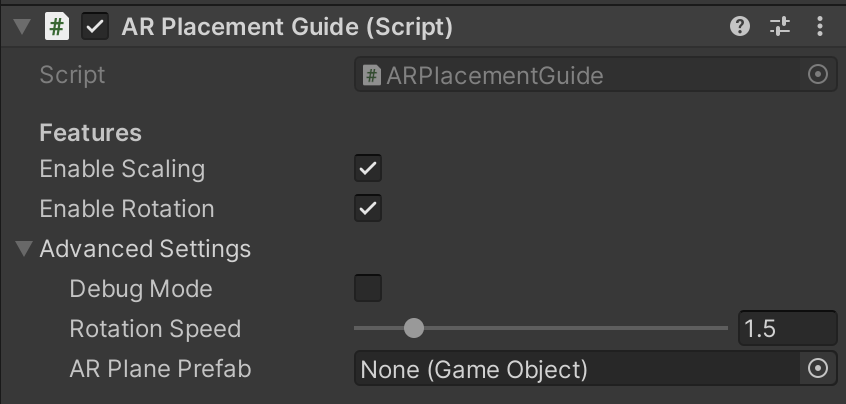 # AR Placement Guide (Script) ?
Script # ARPlacementGuide
Features
Enable Scaling
Enable Rotation
Advanced Settings
Debug Mode
Rotation Speed 1.5
AR Plane Prefab None (Game Object)